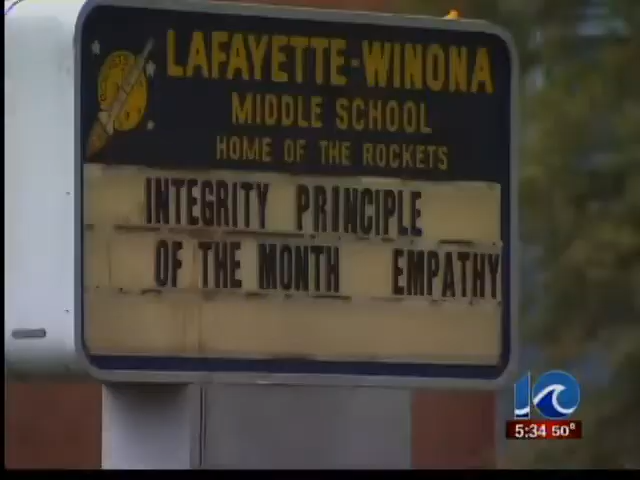 LAFAYETTE-WINONA
MIDDLE SCHOOL
HOME OF THE ROCKETS
INTEGRITY PRINCIPLE
OF THE MONTH EMPATHY
10
5:34 50°